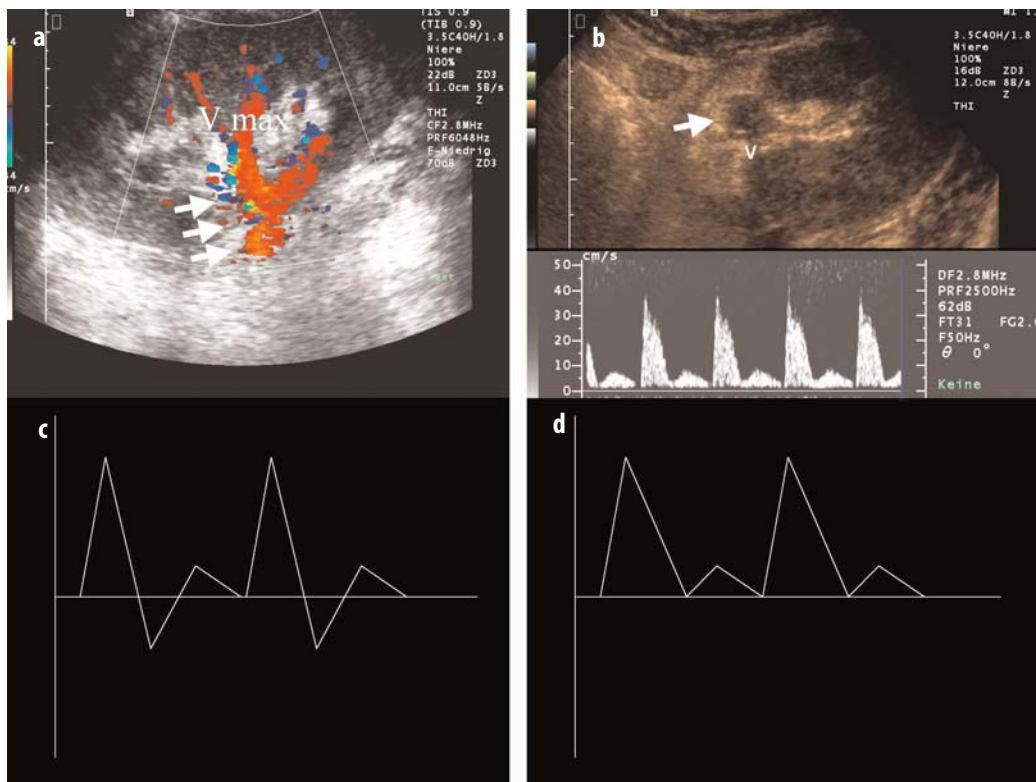 a
TIS 0.9
(TIB 0.9)
3.5C40H/1.8
Niere
100%
22dB ZD3
11.0cm 5B/s
Z
THI
CF2.8MHz
PRF6048Hz
F-Niedrig
70dB ZD3
V max
cm/s
b
3.5C40H/1.8
Niere
100%
16dB ZD3
12.0cm 8B/s
Z
THI
V
cm/s
50
40
30
20
10
0
DF2.8MHz
PRF2500Hz
62dB
FT31 FG2.0
F50Hz
θ 0°
Keine
c
d